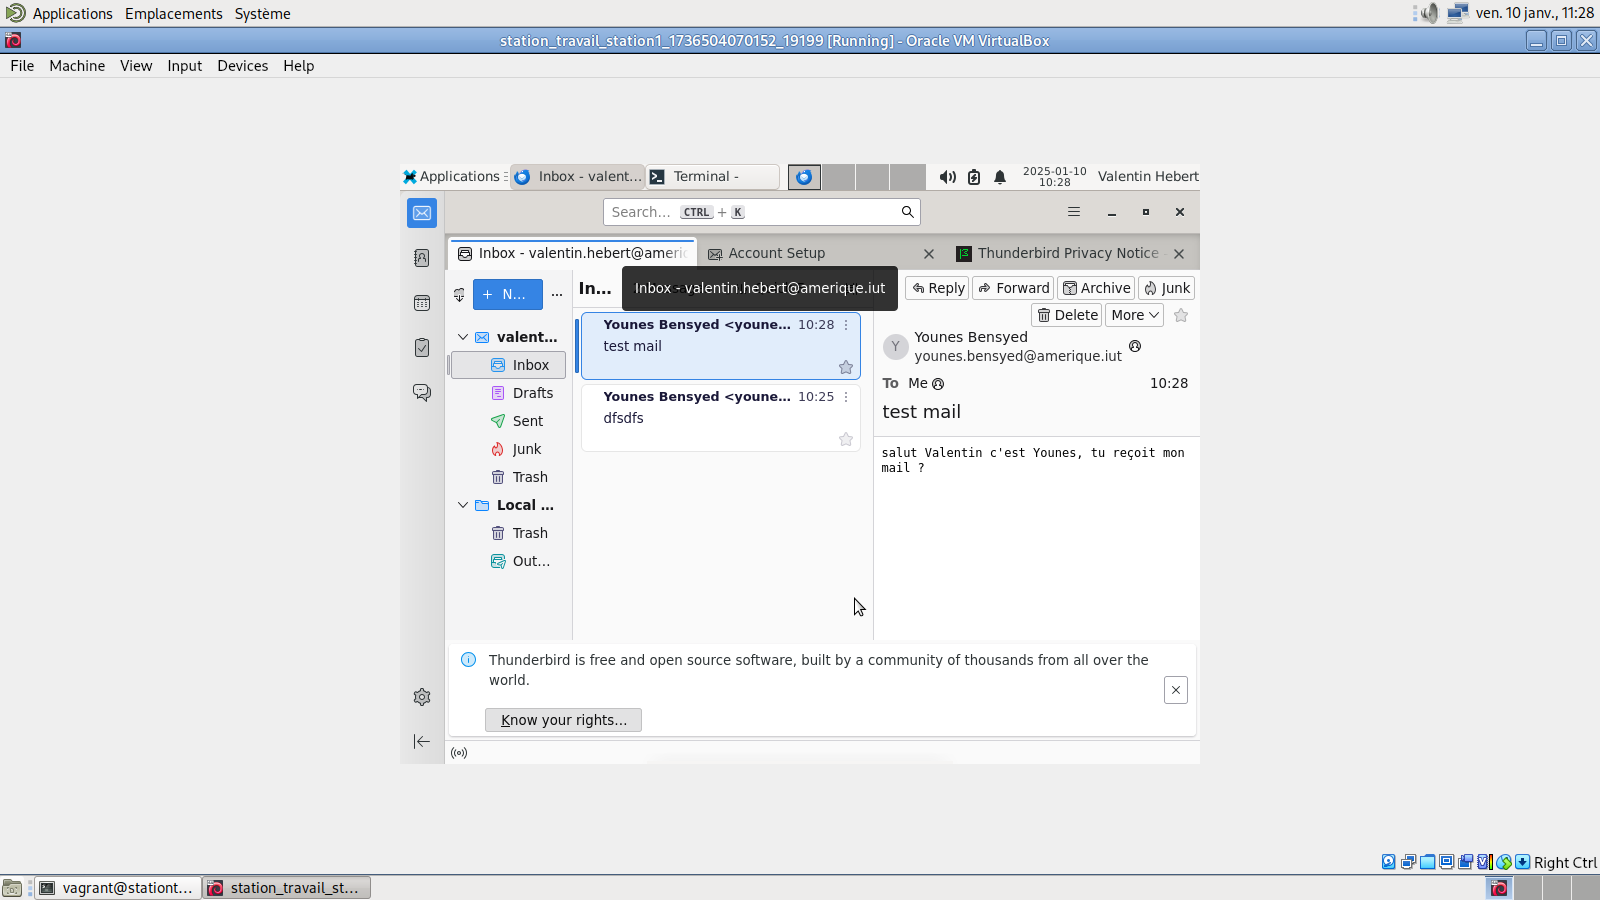 Applications Emplacements Système ven. 10 janv., 11:28
station_travail_station1_1736504070152_19199 [Running] - Oracle VM VirtualBox
File Machine View Input Devices Help
Applications Inbox - valent... Terminal - 2025-01-10 10:28 Valentin Hebert
Search... CTRL + K
Inbox - valentin.hebert@ameri Account Setup Thunderbird Privacy Notice
Inbox - valentin.hebert@amerique.iut
+ N... ... In... Reply Forward Archive Junk
Delete More
valent...
Inbox
Drafts
Sent
Junk
Trash
Local ...
Trash
Out...
Younes Bensyed <youne... 10:28
test mail
Younes Bensyed <youne... 10:25
dfsdfs
Y
Younes Bensyed
younes.bensyed@amerique.iut
To Me 10:28
test mail
salut Valentin c'est Younes, tu reçoit mon
mail ?
Thunderbird is free and open source software, built by a community of thousands from all over the
world.
Know your rights...
Right Ctrl
vagrant@stationt... station_travail_st...